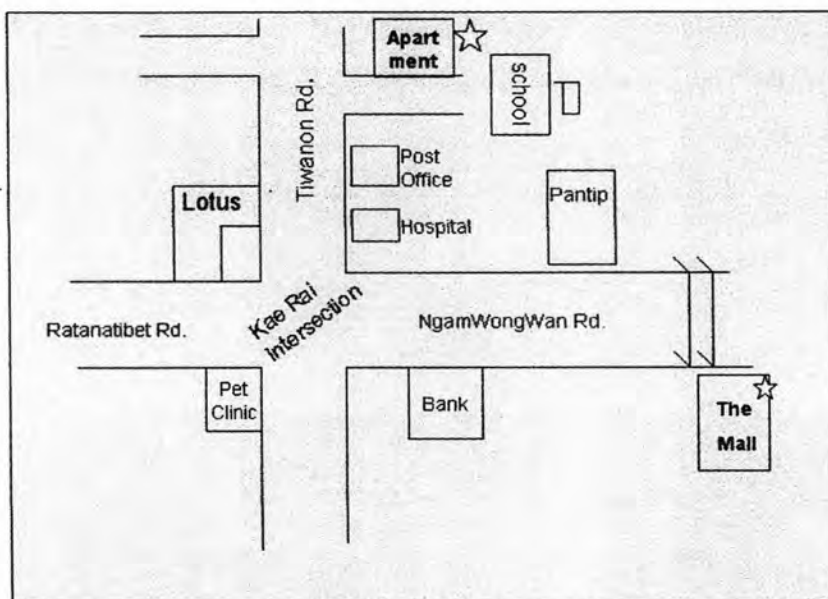 Apart
ment
school
Tiwanon Rd.
Post
Office
Lotus
Pantip
Hospital
Kae Rai
Intersection
Ratanatibet Rd.
NgamWongWan Rd.
Pet
Clinic
Bank
The
Mall